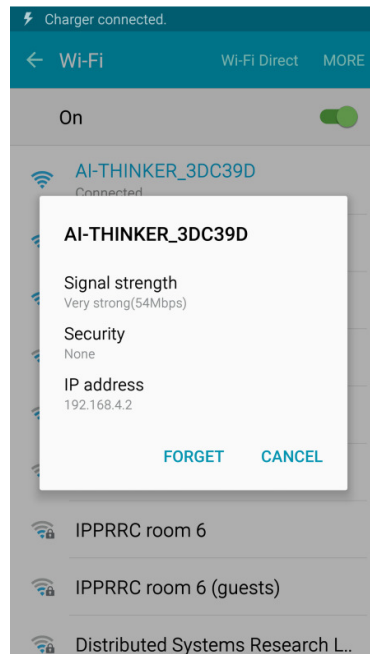 Charger connected.
Wi-Fi Wi-Fi Direct MORE
On
AI-THINKER_3DC39D
Connected
AI-THINKER_3DC39D
Signal strength
Very strong(54Mbps)
Security
None
IP address
192.168.4.2
FORGET CANCEL
IPPRRC room 6
IPPRRC room 6 (guests)
Distributed Systems Research L..